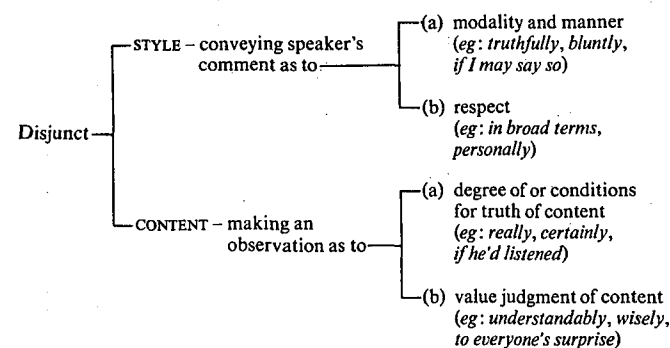 Disjunct
STYLE – conveying speaker's
comment as to
(a) modality and manner
(eg: truthfully, bluntly,
if I may say so)
(b) respect
(eg: in broad terms,
personally)
CONTENT – making an
observation as to
(a) degree of or conditions
for truth of content
(eg: really, certainly,
if he'd listened)
(b) value judgment of content
(eg: understandably, wisely,
to everyone's surprise)